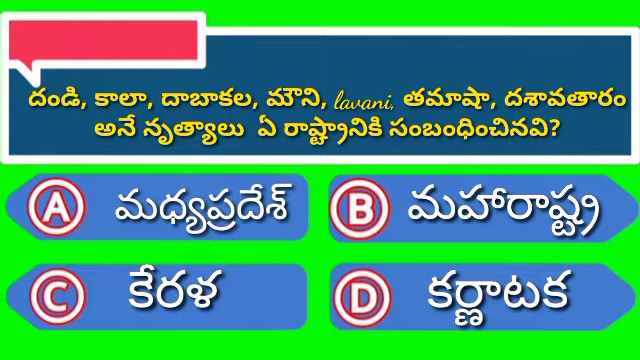 దండి, కాలా, దాబాకల, మౌని, lavani, తమాషా, దశావతారం
అనే నృత్యాలు ఏ రాష్ట్రానికి సంబంధించినవి?
A మధ్యప్రదేశ్
B మహారాష్ట్ర
C కేరళ
D కర్ణాటక